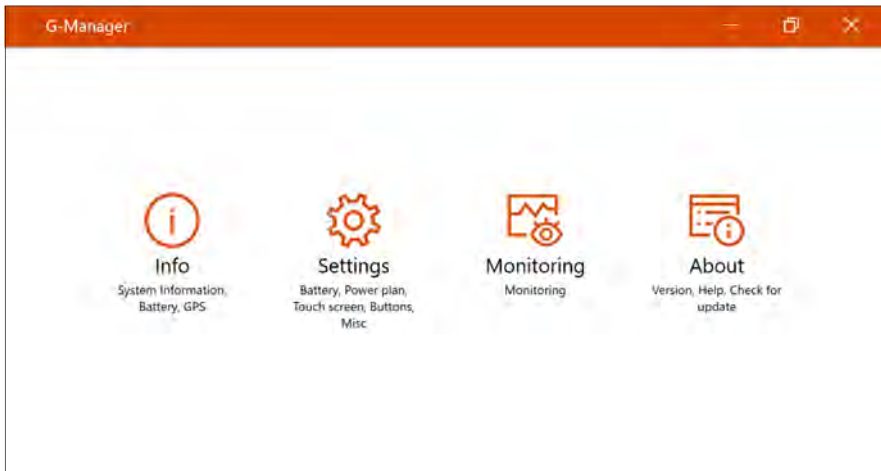 G-Manager
Info
System Information,
Battery, GPS
Settings
Battery, Power plan,
Touch screen, Buttons,
Misc
Monitoring
Monitoring
About
Version, Help, Check for
update